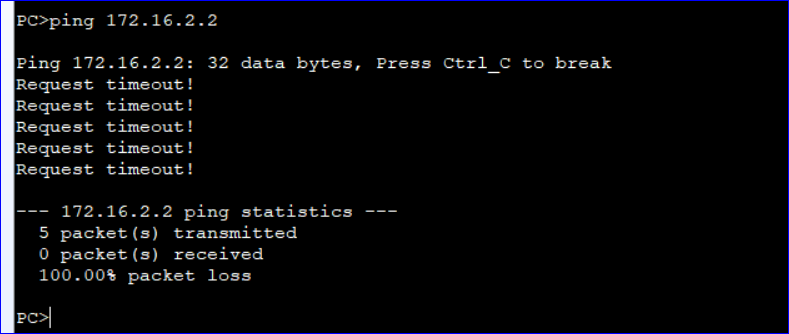 PC>ping 172.16.2.2
Ping 172.16.2.2: 32 data bytes, Press Ctrl_C to break
Request timeout!
Request timeout!
Request timeout!
Request timeout!
Request timeout!
--- 172.16.2.2 ping statistics ---
5 packet(s) transmitted
0 packet(s) received
100.00% packet loss
PC>